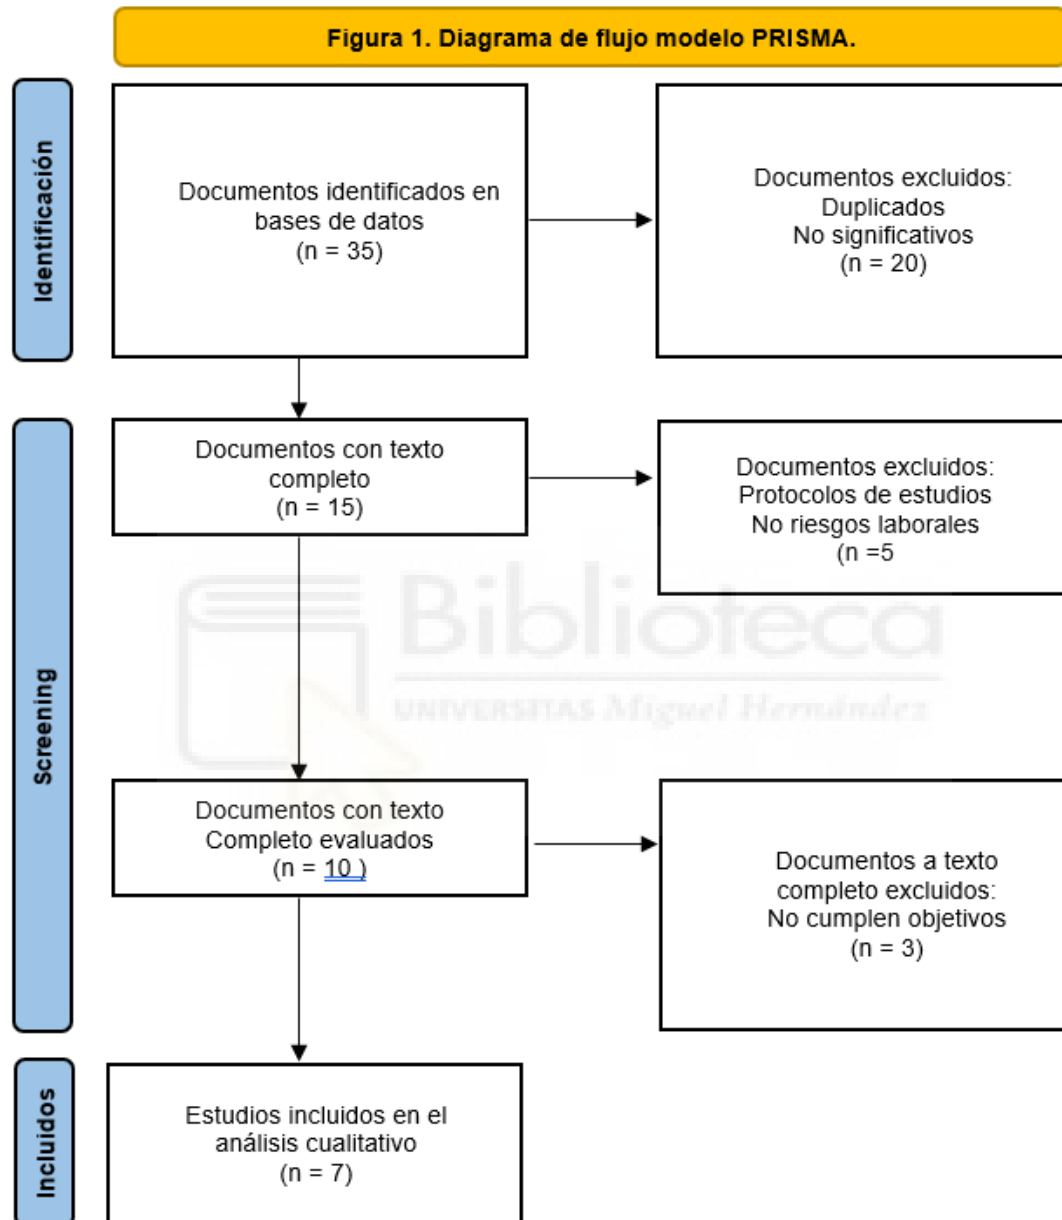 Figura 1. Diagrama de flujo modelo PRISMA.
Identificación
Documentos identificados en
bases de datos
(n = 35)
Documentos excluidos:
Duplicados
No significativos
(n = 20)
Screening
Documentos con texto
completo
(n = 15)
Documentos excluidos:
Protocolos de estudios
No riesgos laborales
(n =5
Biblioteca
UNIVERSITAS Miguel Hernández
Documentos con texto
Completo evaluados
(n = 10 )
Documentos a texto
completo excluidos:
No cumplen objetivos
(n = 3)
Incluidos
Estudios incluidos en el
análisis cualitativo
(n = 7)